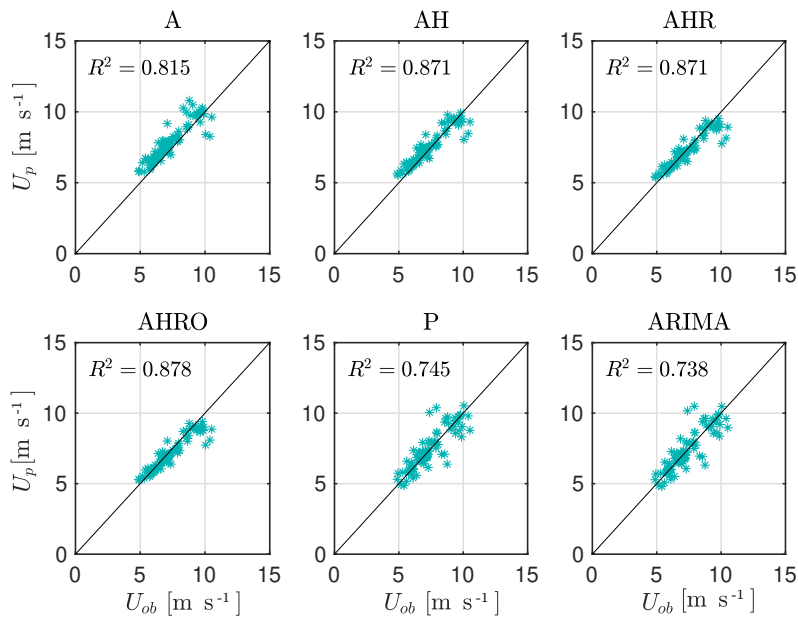 A
R² = 0.815
U_p [m s⁻¹]
15
10
5
0
0 5 10 15
AH
R² = 0.871
15
10
5
0
0 5 10 15
AHR
R² = 0.871
15
10
5
0
0 5 10 15
AHRO
R² = 0.878
U_p[m s⁻¹]
15
10
5
0
0 5 10 15
U_ob [m s⁻¹]
P
R² = 0.745
15
10
5
0
0 5 10 15
U_ob [m s⁻¹]
ARIMA
R² = 0.738
15
10
5
0
0 5 10 15
U_ob [m s⁻¹]